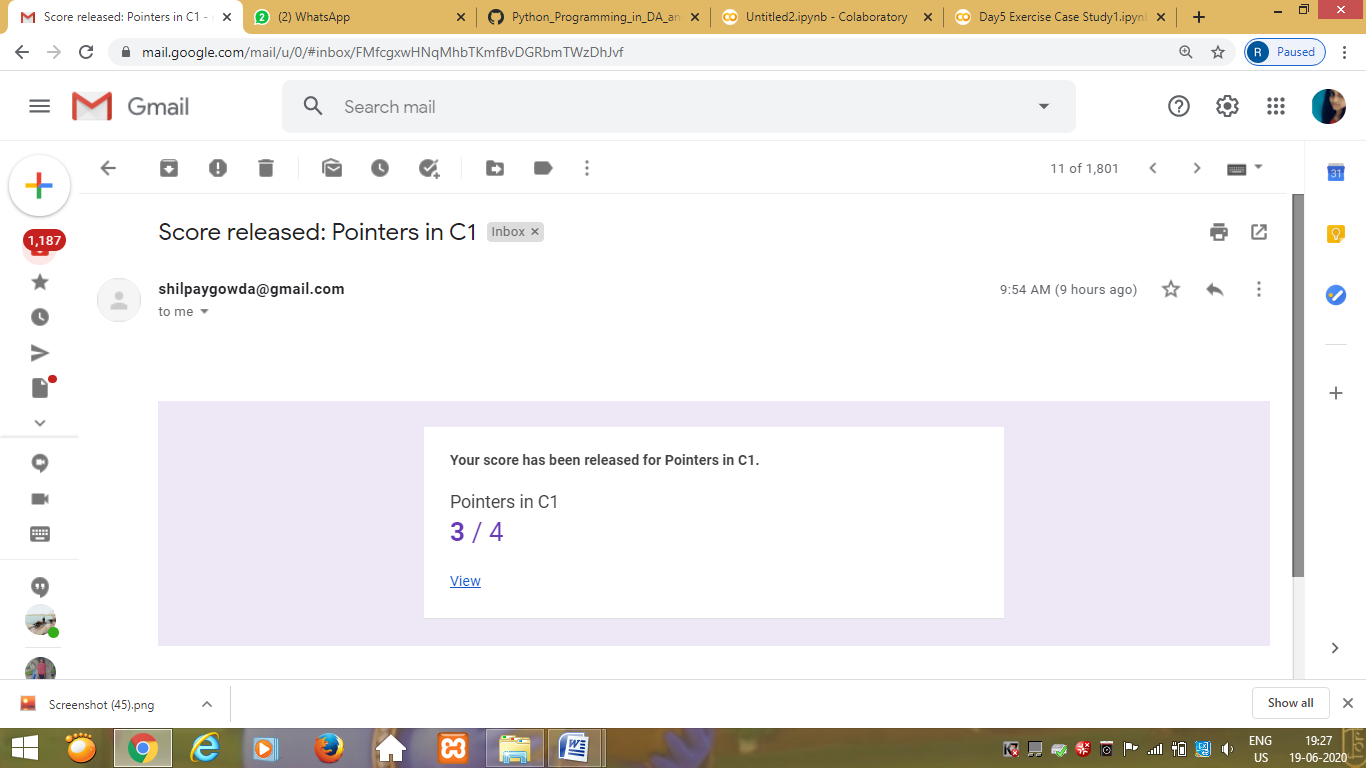 Score released: Pointers in C1 -
(2) WhatsApp
Python_Programming_in_DA_an
Untitled2.ipynb - Colaboratory
Day5 Exercise Case Study1.ipyn
mail.google.com/mail/u/0/#inbox/FMfcgxwHNqMhbTKmfBvDGRbmTWzDhJvf
R Paused
Gmail
Search mail
11 of 1,801
31
1,187
Score released: Pointers in C1
Inbox ×
shilpaygowda@gmail.com
9:54 AM (9 hours ago)
to me
Your score has been released for Pointers in C1.
Pointers in C1
3 / 4
View
Screenshot (45).png
Show all
ENG 19:27
US 19-06-2020